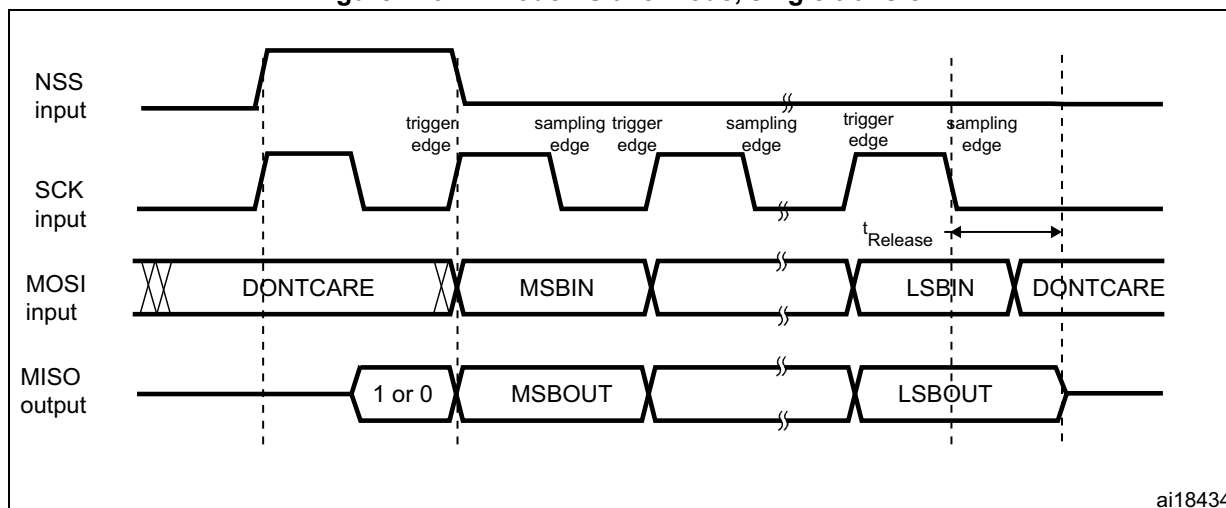 NSS
input
trigger
edge
sampling
edge
trigger
edge
sampling
edge
trigger
edge
sampling
edge
SCK
input
tRelease
MOSI
input
DONTCARE
MSBIN
LSBIN
DONTCARE
MISO
output
1 or 0
MSBOUT
LSBOUT
ai18434